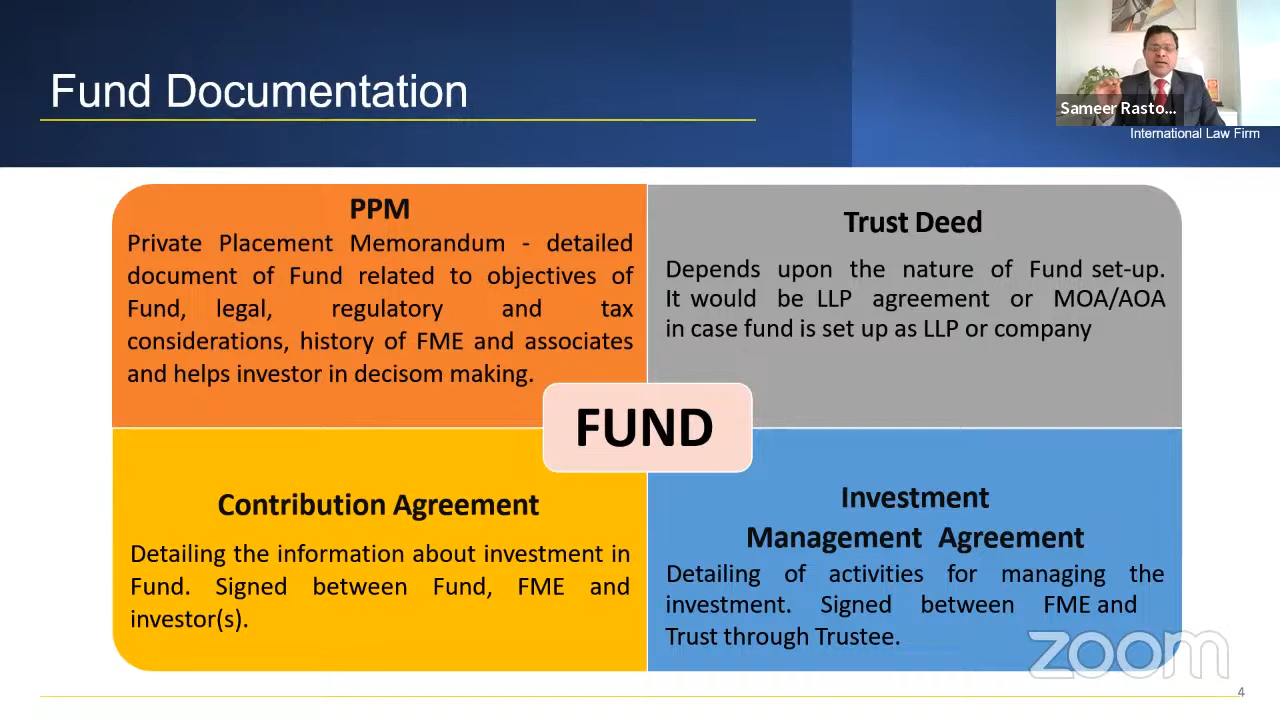 Fund Documentation
Sameer Rasto...
International Law Firm
PPM
Private Placement Memorandum - detailed
document of Fund related to objectives of
Fund, legal, regulatory and tax
considerations, history of FME and associates
and helps investor in decisom making.
Trust Deed
Depends upon the nature of Fund set-up.
It would be LLP agreement or MOA/AOA
in case fund is set up as LLP or company
FUND
Contribution Agreement
Detailing the information about investment in
Fund. Signed between Fund, FME and
investor(s).
Investment
Management Agreement
Detailing of activities for managing the
investment. Signed between FME and
Trust through Trustee.
zoom
4